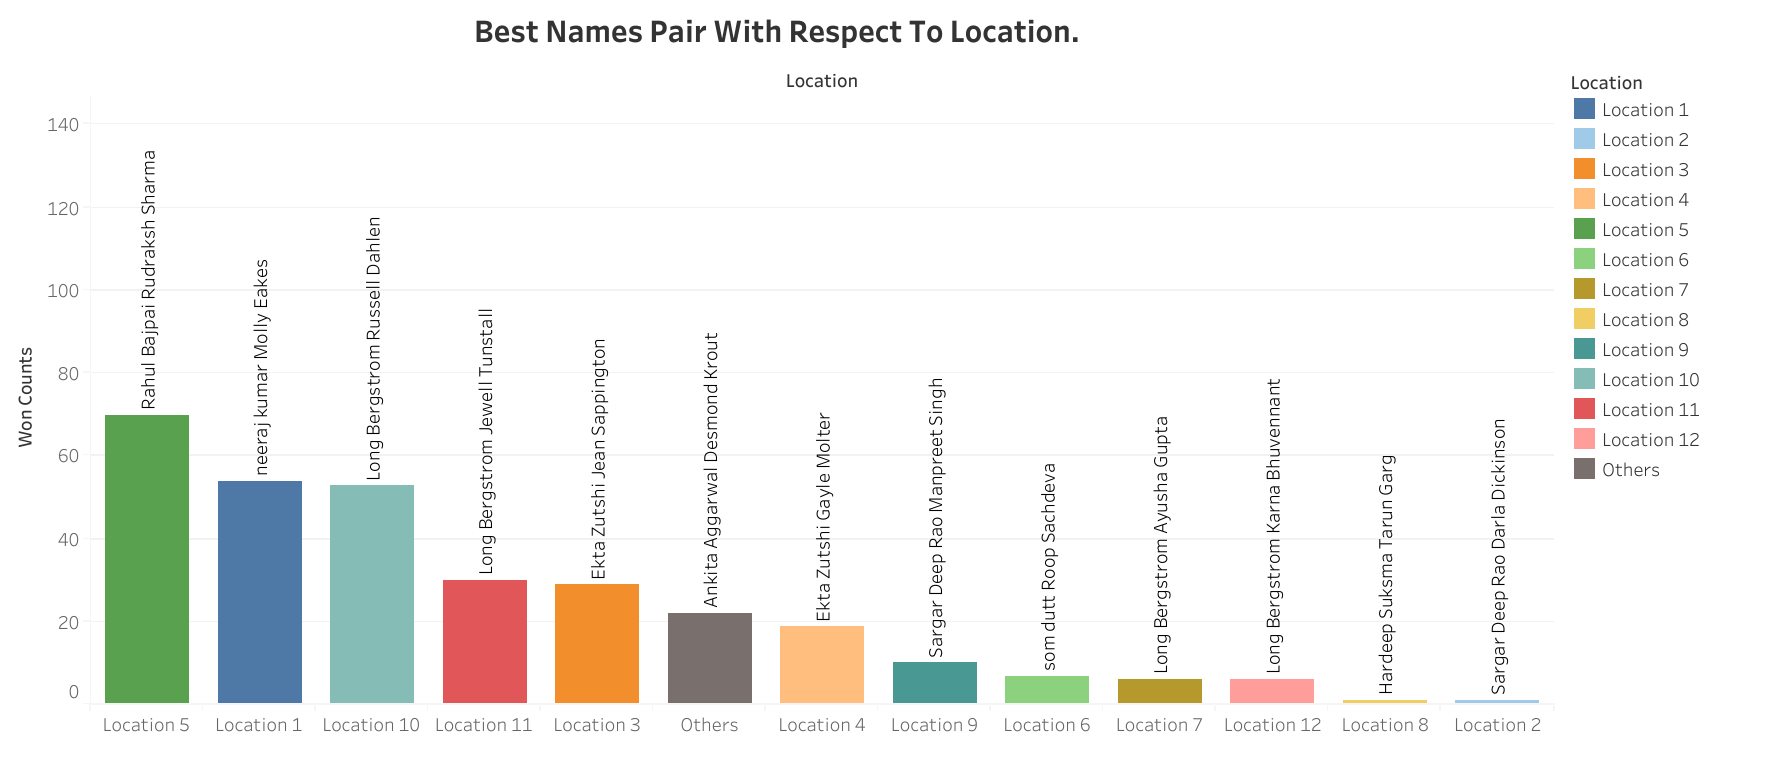 Best Names Pair With Respect To Location.
Location
Won Counts
140
120
100
80
60
40
20
0
Rahul Bajpai Rudraksh Sharma
neeraj kumar Molly Eakes
Long Bergstrom Russell Dahlen
Long Bergstrom Jewell Tunstall
Ekta Zutshi Jean Sappington
Ankita Aggarwal Desmond Krout
Ekta Zutshi Gayle Molter
Sargar Deep Rao Manpreet Singh
som dutt Roop Sachdeva
Long Bergstrom Ayusha Gupta
Long Bergstrom Karna Bhuvennant
Hardeep Suksma Tarun Garg
Sargar Deep Rao Darla Dickinson
Location 5
Location 1
Location 10
Location 11
Location 3
Others
Location 4
Location 9
Location 6
Location 7
Location 12
Location 8
Location 2
Location
Location 1
Location 2
Location 3
Location 4
Location 5
Location 6
Location 7
Location 8
Location 9
Location 10
Location 11
Location 12
Others